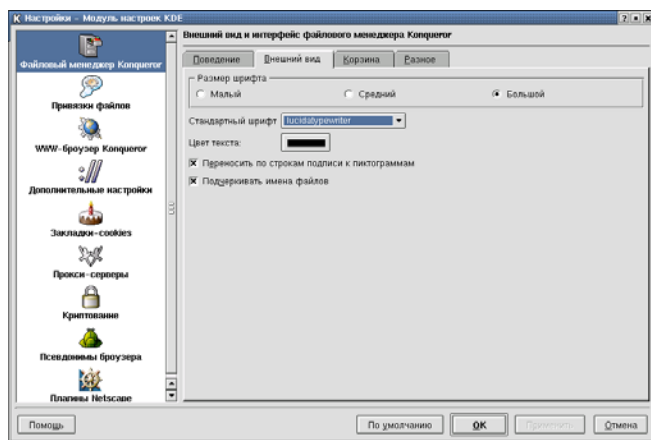 Настройки - Модуль настроек KDE
Внешний вид и интерфейс файлового менеджера Konqueror
Файловый менеджер Konqueror
Привязки файлов
WWW-броузер Konqueror
Дополнительные настройки
Закладки-cookies
Прокси-серверы
Криптование
Псевдонимы броузера
Плагины Netscape
Поведение
Внешний вид
Корзина
Разное
Размер шрифта
Малый
Средний
Большой
Стандартный шрифт lucidatypewriter
Цвет текста:
Переносить по строкам подписи к пиктограммам
Подчеркивать имена файлов
Помощь
По умолчанию
OK
Применить
Отмена